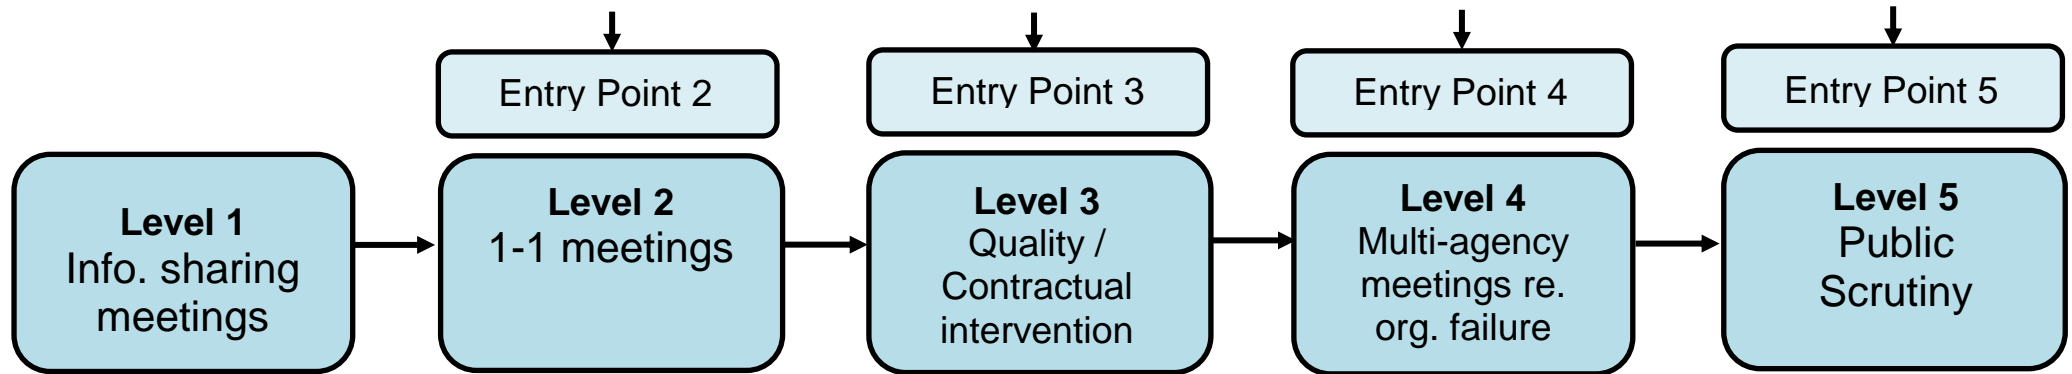 Entry Point 2
Entry Point 3
Entry Point 4
Entry Point 5
Level 1
Info. sharing
meetings
Level 2
1-1 meetings
Level 3
Quality /
Contractual
intervention
Level 4
Multi-agency
meetings re.
org. failure
Level 5
Public
Scrutiny